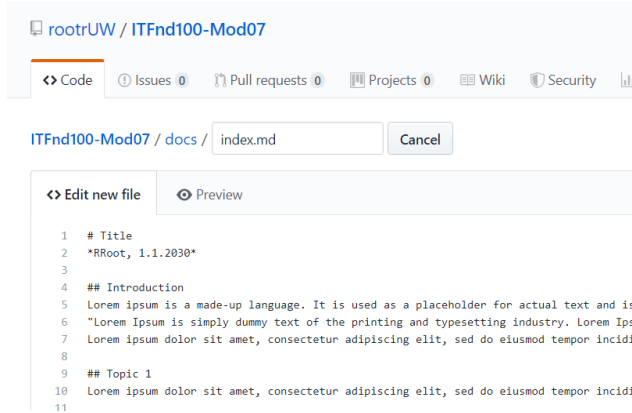 rootrUW / ITFnd100-Mod07
Code Issues 0 Pull requests 0 Projects 0 Wiki Security
ITFnd100-Mod07 / docs / index.md Cancel
<> Edit new file Preview
1 # Title
2 *RRoot, 1.1.2030*
3
4 ## Introduction
5 Lorem ipsum is a made-up language. It is used as a placeholder for actual text and is
6 "Lorem Ipsum is simply dummy text of the printing and typesetting industry. Lorem Ips
7 Lorem ipsum dolor sit amet, consectetur adipiscing elit, sed do eiusmod tempor incidi
8
9 ## Topic 1
10 Lorem ipsum dolor sit amet, consectetur adipiscing elit, sed do eiusmod tempor incidi
11